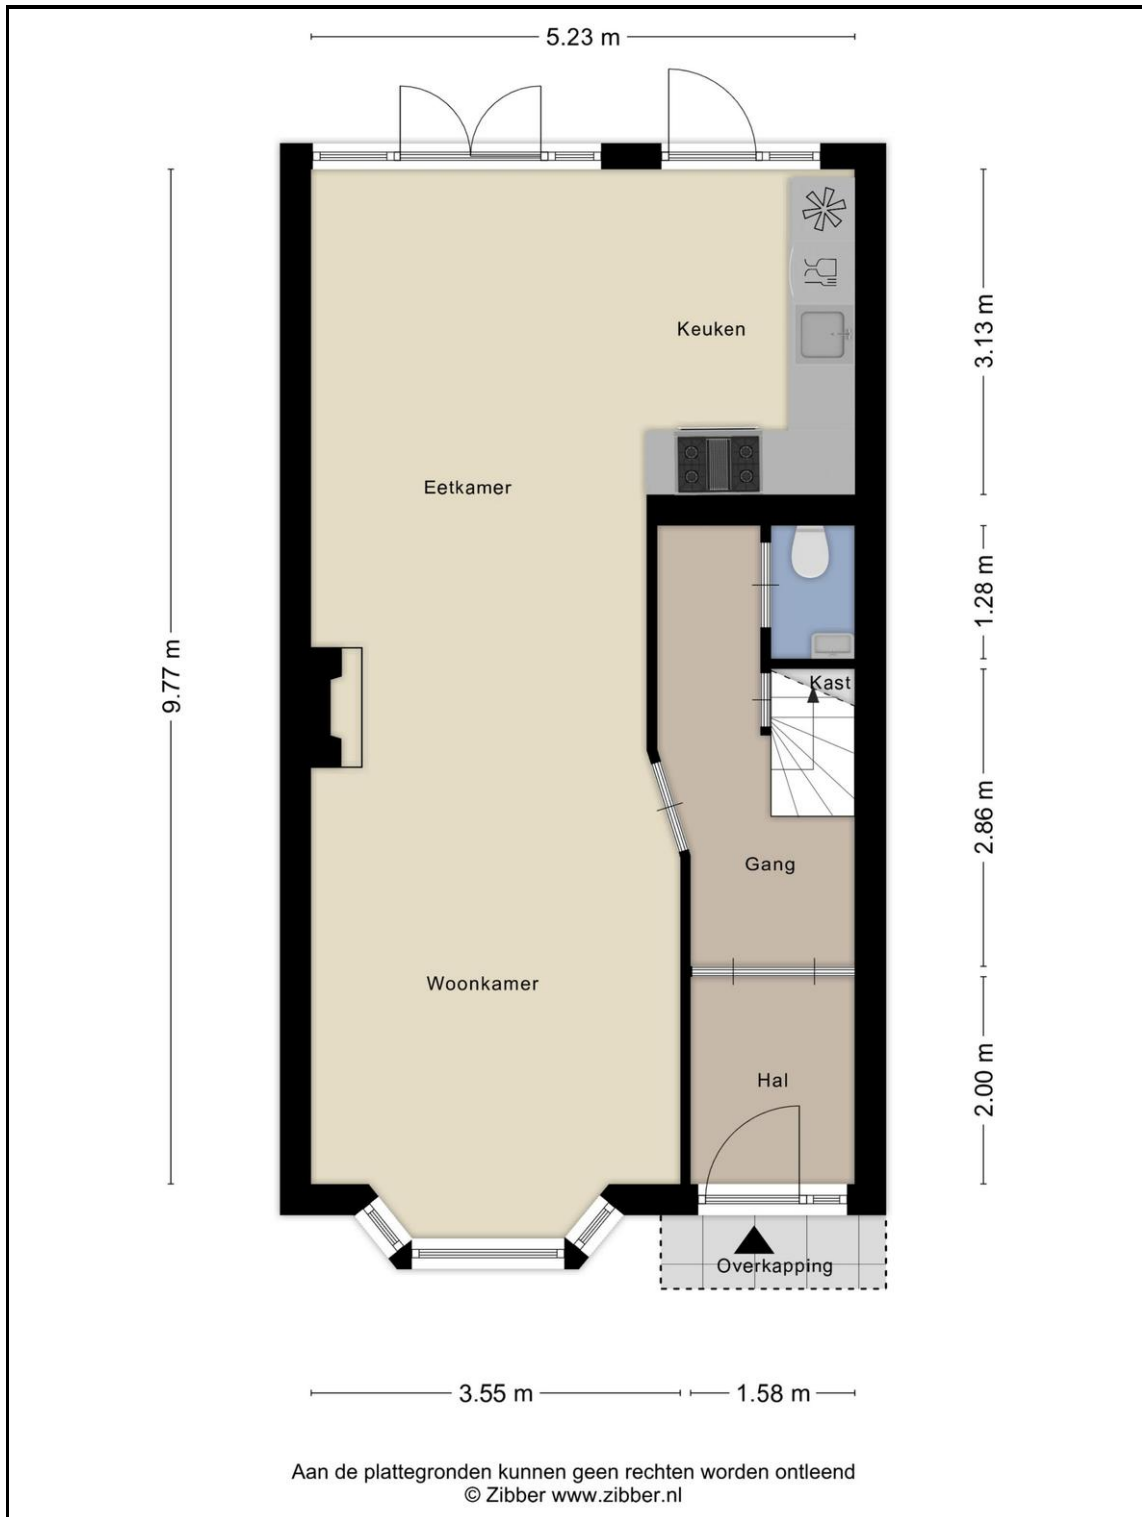 5.23 m
Keuken
3.13 m
Eetkamer
1.28 m
9.77 m
Kast
2.86 m
Gang
Woonkamer
Hal
2.00 m
Overkapping
3.55 m
1.58 m
Aan de plattegronden kunnen geen rechten worden ontleend
© Zibber www.zibber.nl